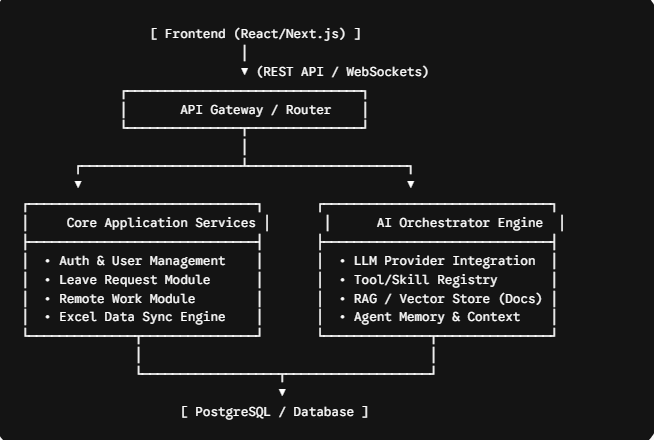 [ Frontend (React/Next.js) ]
(REST API / WebSockets)
API Gateway / Router
Core Application Services
AI Orchestrator Engine
• Auth & User Management
• Leave Request Module
• Remote Work Module
• Excel Data Sync Engine
• LLM Provider Integration
• Tool/Skill Registry
• RAG / Vector Store (Docs)
• Agent Memory & Context
[ PostgreSQL / Database ]